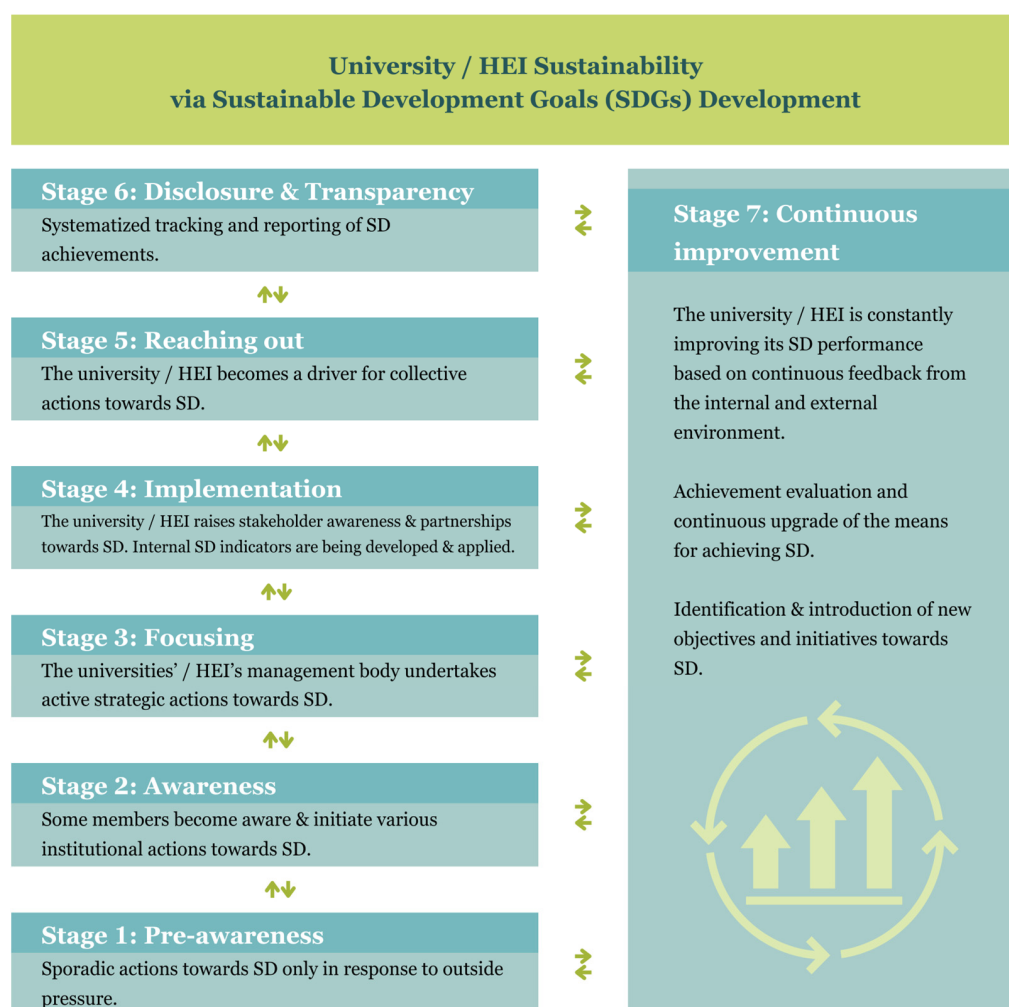 University / HEI Sustainability
via Sustainable Development Goals (SDGs) Development
Stage 6: Disclosure & Transparency
Systematized tracking and reporting of SD
achievements.
Stage 5: Reaching out
The university / HEI becomes a driver for collective
actions towards SD.
Stage 4: Implementation
The university / HEI raises stakeholder awareness & partnerships
towards SD. Internal SD indicators are being developed & applied.
Stage 3: Focusing
The universities’ / HEI’s management body undertakes
active strategic actions towards SD.
Stage 2: Awareness
Some members become aware & initiate various
institutional actions towards SD.
Stage 1: Pre-awareness
Sporadic actions towards SD only in response to outside
pressure.
Stage 7: Continuous
improvement
The university / HEI is constantly
improving its SD performance
based on continuous feedback from
the internal and external
environment.
Achievement evaluation and
continuous upgrade of the means
for achieving SD.
Identification & introduction of new
objectives and initiatives towards
SD.